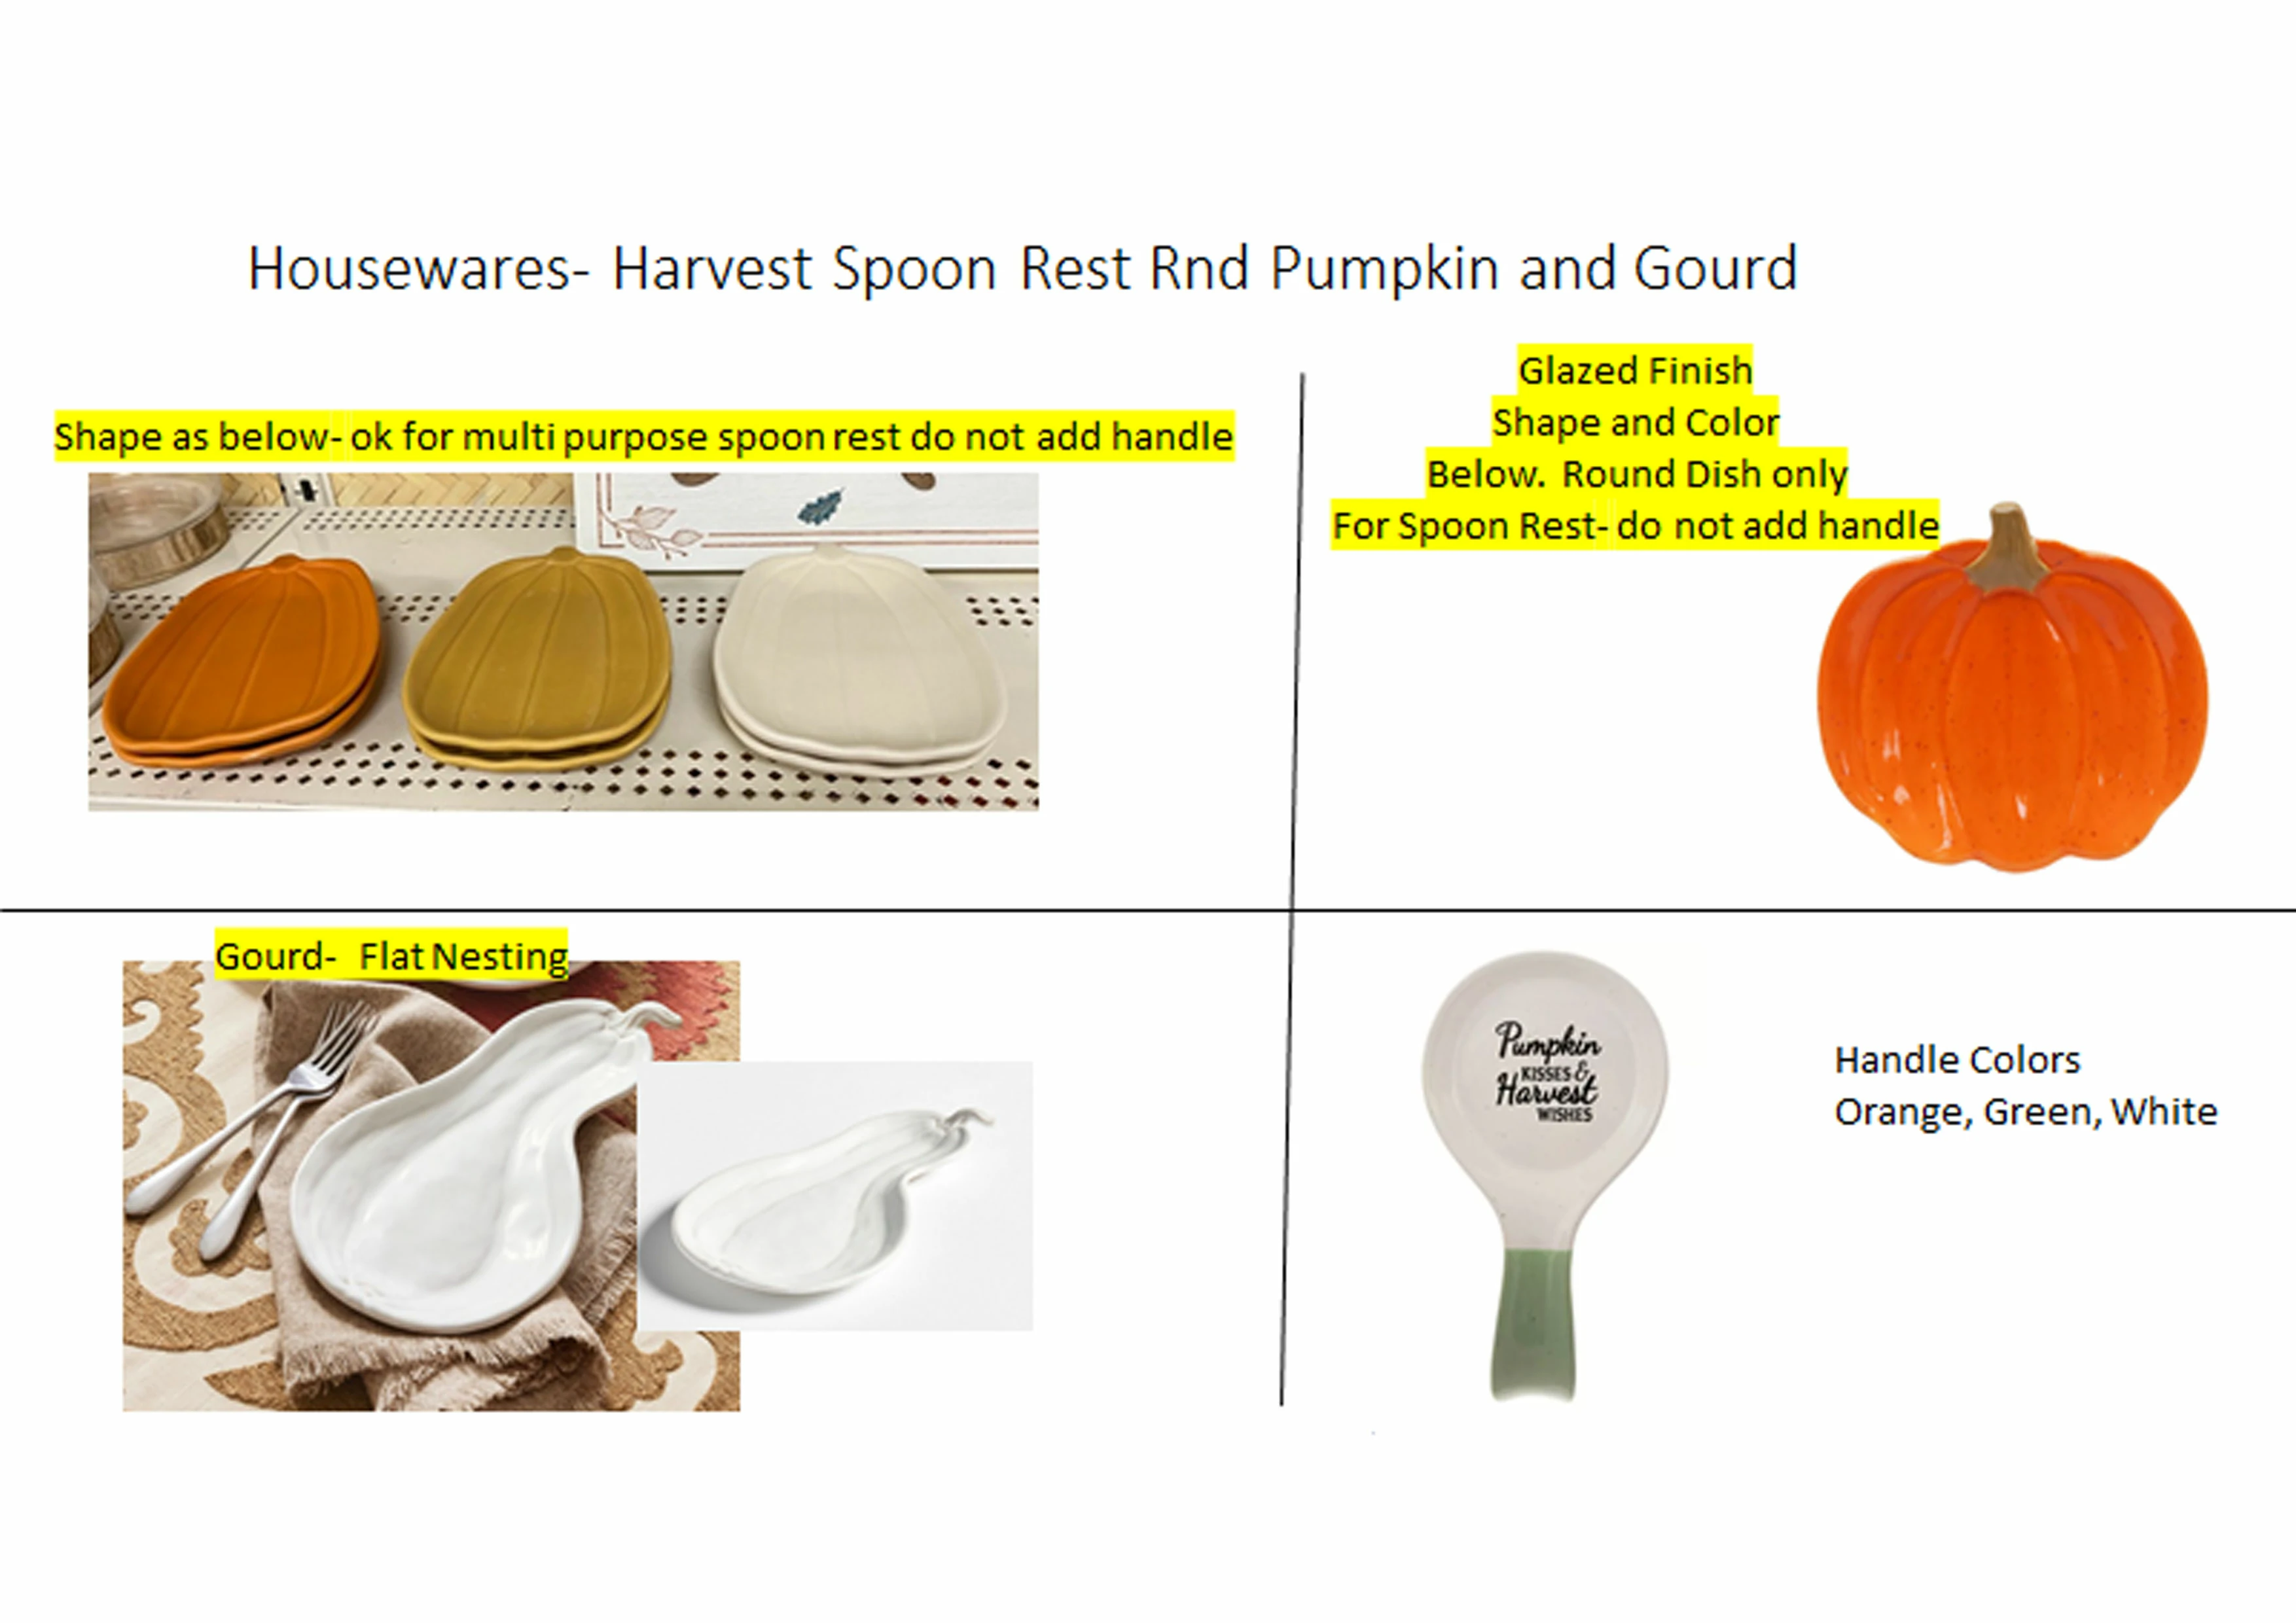 Housewares- Harvest Spoon Rest Rnd Pumpkin and Gourd
Shape as below- ok for multi purpose spoon rest do not add handle
Glazed Finish
Shape and Color
Below. Round Dish only
For Spoon Rest- do not add handle
Gourd- Flat Nesting
Pumpkin
KISSES &
Harvest
WISHES
Handle Colors
Orange, Green, White